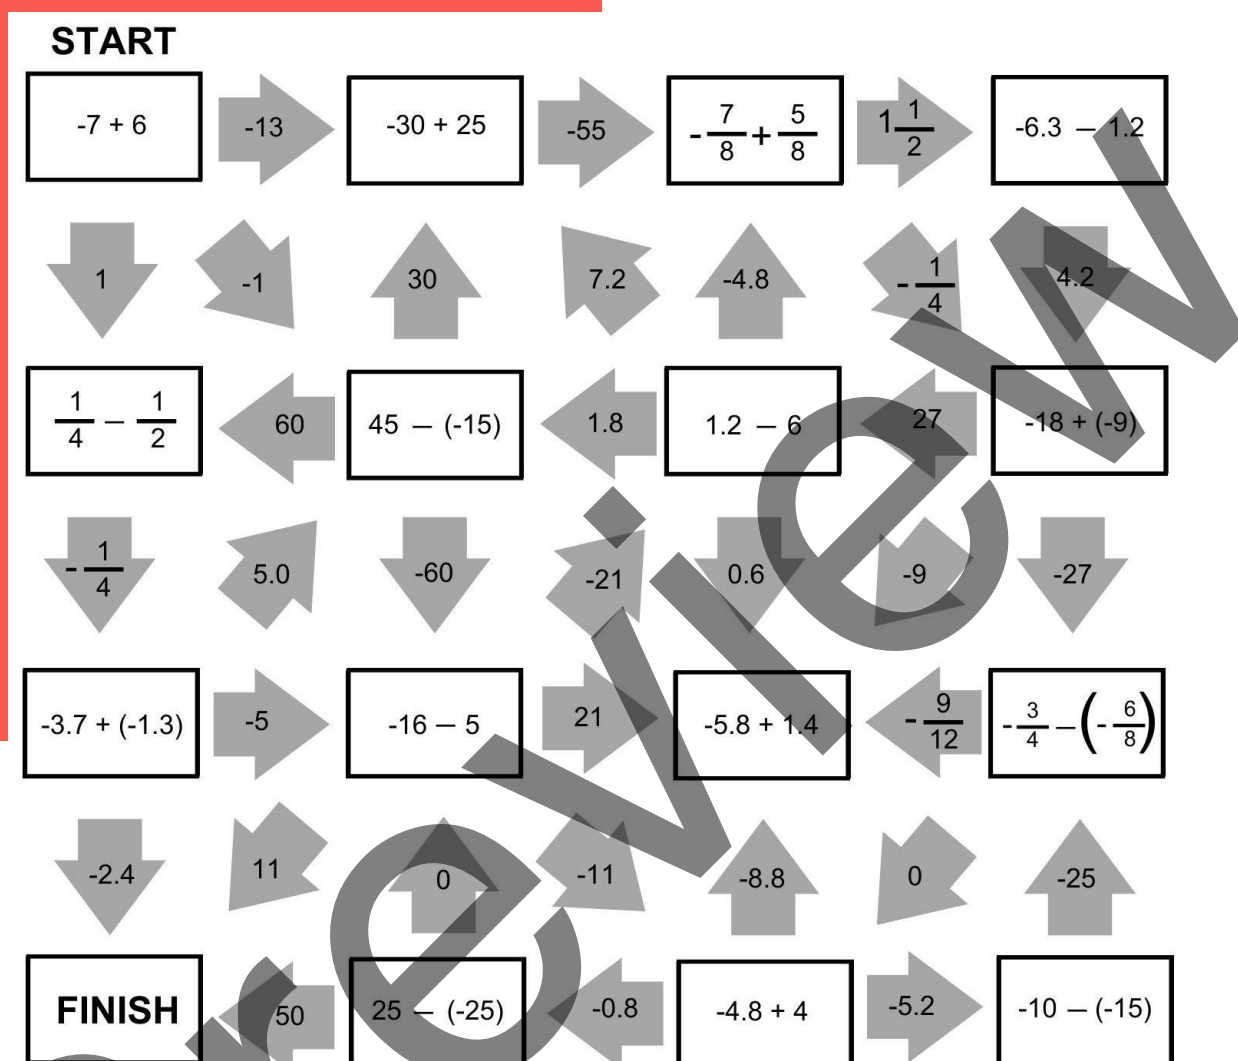 START
-7 + 6
-13
-30 + 25
-55
- 7/8 + 5/8
1 1/2
-6.3 – 1.2
1
-1
30
7.2
-4.8
- 1/4
4.2
1/4 – 1/2
60
45 – (-15)
1.8
1.2 – 6
27
-18 + (-9)
- 1/4
5.0
-60
-21
0.6
-9
-27
-3.7 + (-1.3)
-5
-16 – 5
21
-5.8 + 1.4
- 9/12
- 3/4 – (- 6/8)
-2.4
11
0
-11
-8.8
0
-25
FINISH
50
25 – (-25)
-0.8
-4.8 + 4
-5.2
-10 – (-15)
review